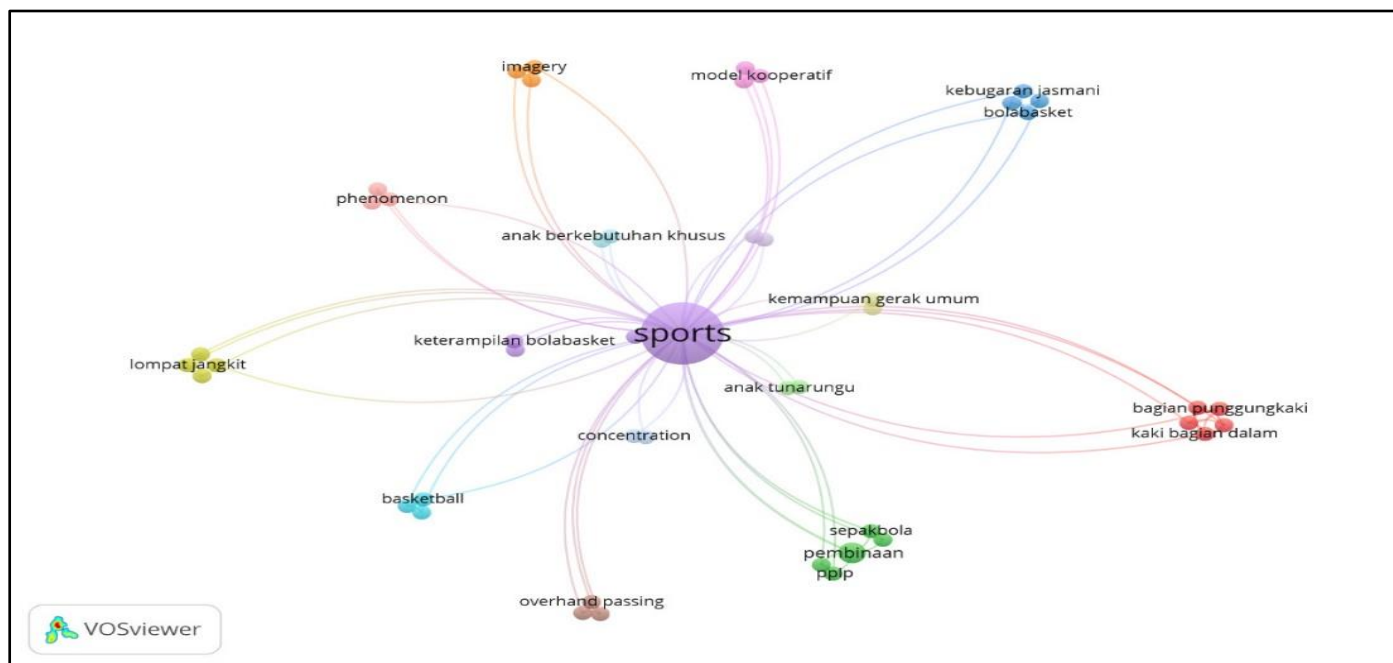 imagery
model kooperatif
kebugaran jasmani
bolabasket
phenomenon
anak berkebutuhan khusus
kemampuan gerak umum
sports
keterampilan bolabasket
lompat jangkit
anak tunarungu
bagian punggungkaki
kaki bagian dalam
concentration
basketball
sepakbola
pembinaan
pplp
overhand passing
VOSviewer